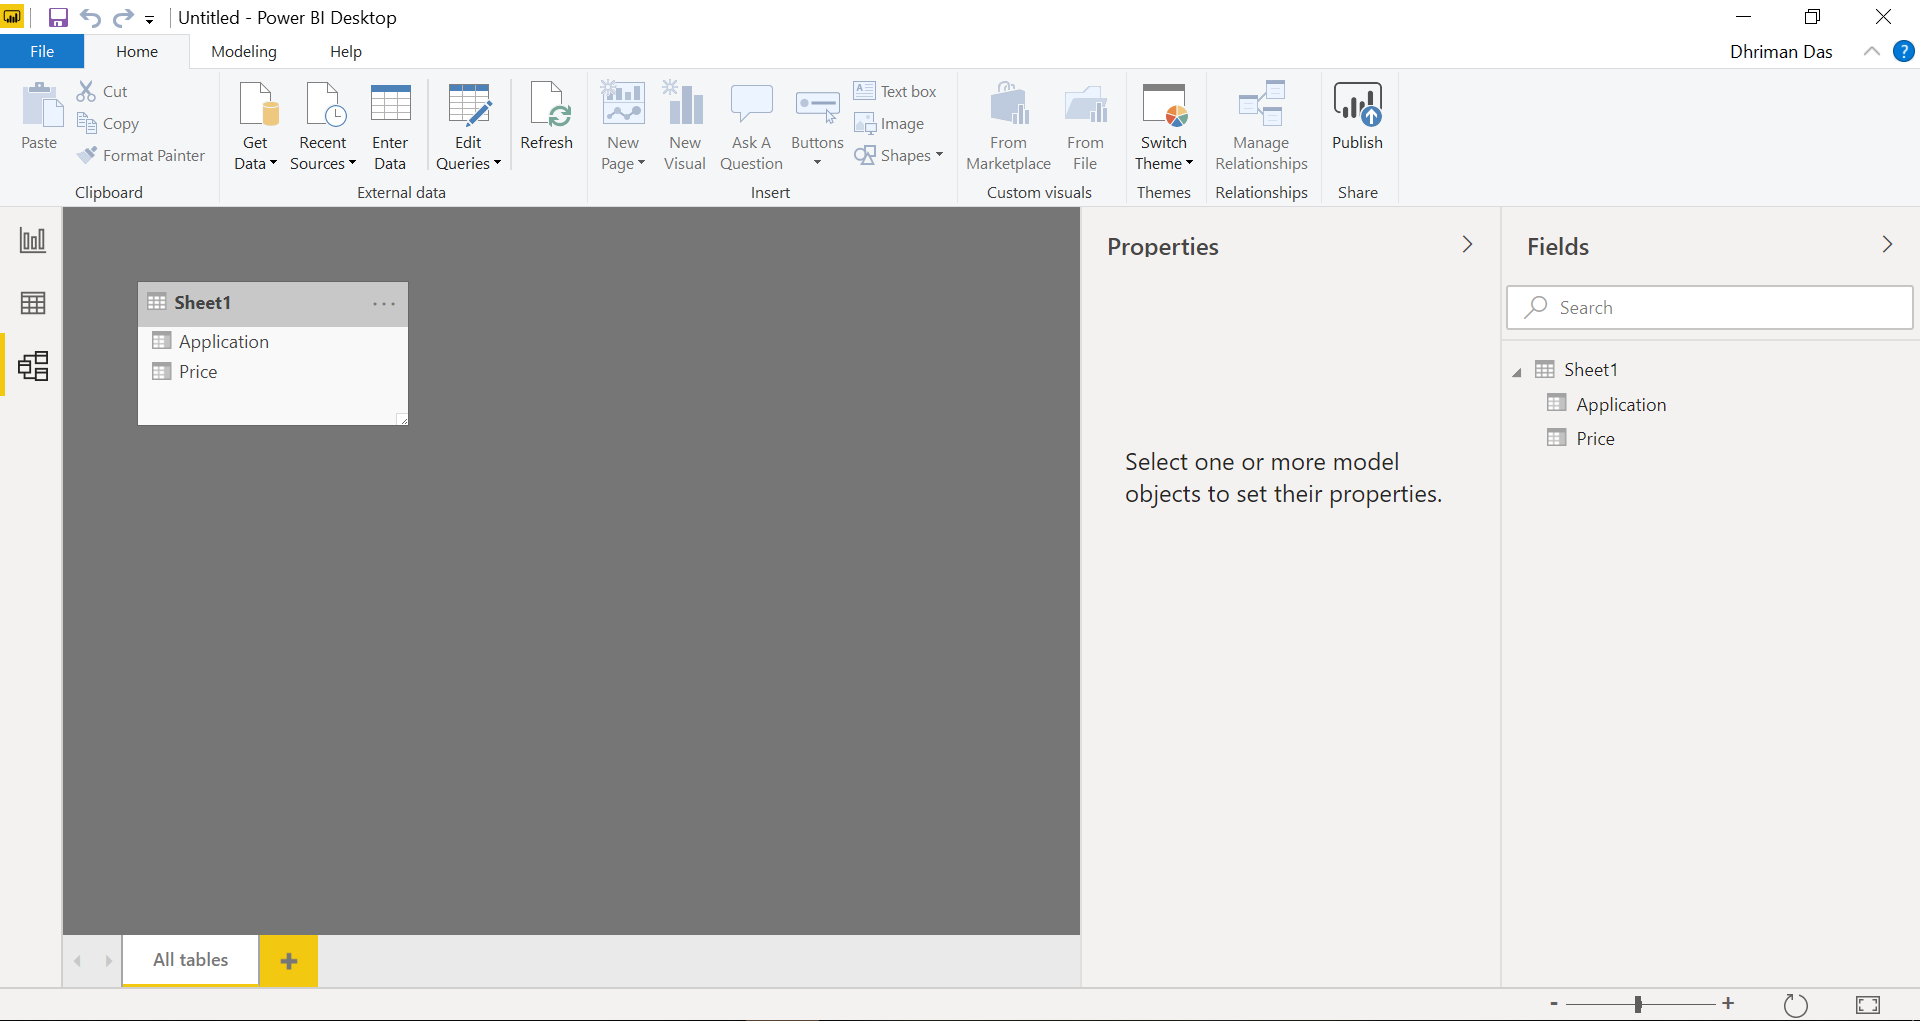 Untitled - Power BI Desktop
File Home Modeling Help Dhriman Das ?
Paste
Cut
Copy
Format Painter
Clipboard
Get Data
Recent Sources
Enter Data
Edit Queries
Refresh
External data
New Page
New Visual
Ask A Question
Buttons
Text box
Image
Shapes
Insert
From Marketplace
From File
Custom visuals
Switch Theme
Themes
Manage Relationships
Relationships
Publish
Share
Sheet1 ...
Application
Price
Properties
Select one or more model
objects to set their properties.
Fields
Search
Sheet1
Application
Price
All tables +
- +